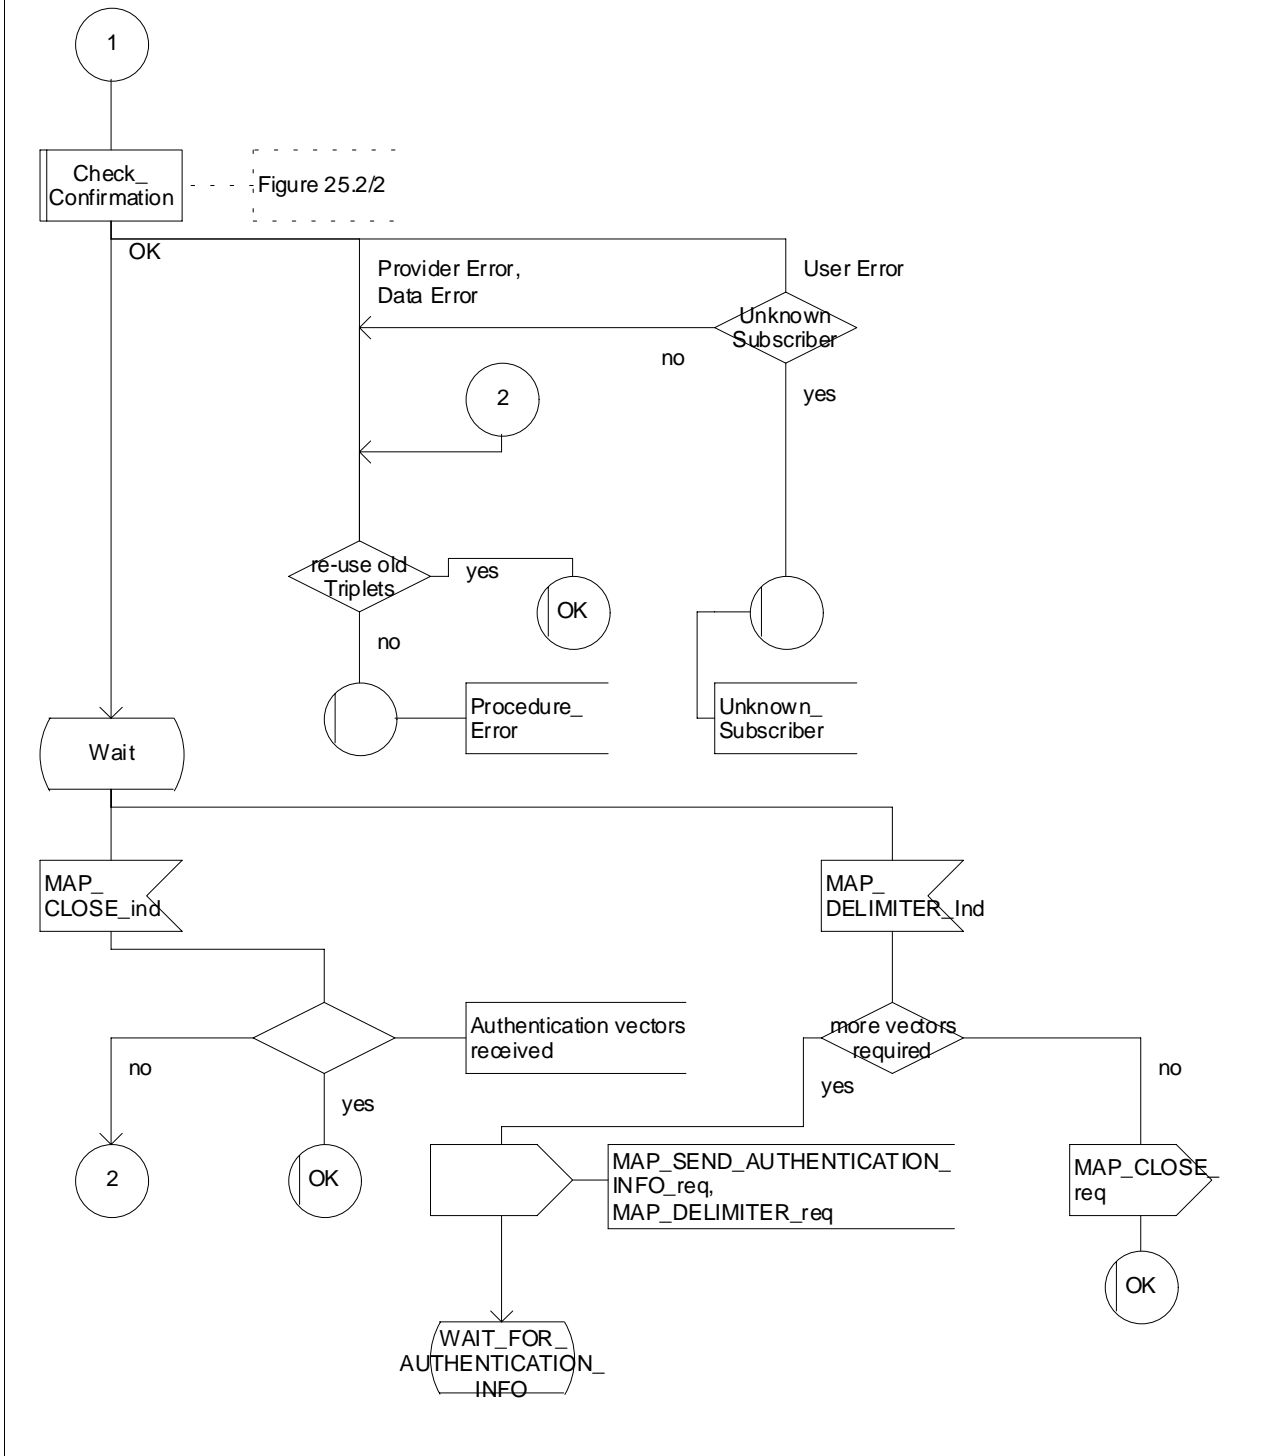 1
Check_
Confirmation
Figure 25.2/2
OK
Provider Error,
Data Error
User Error
Unknown
Subscriber
no
yes
2
re-use old
Triplets
yes
OK
no
Procedure_
Error
Unknown_
Subscriber
Wait
MAP_
CLOSE_ind
MAP_
DELIMITER_Ind
Authentication vectors
received
more vectors
required
no
yes
yes
no
2
OK
MAP_SEND_AUTHENTICATION_
INFO_req,
MAP_DELIMITER_req
MAP_CLOSE_
req
OK
WAIT_FOR_
AUTHENTICATION_
INFO